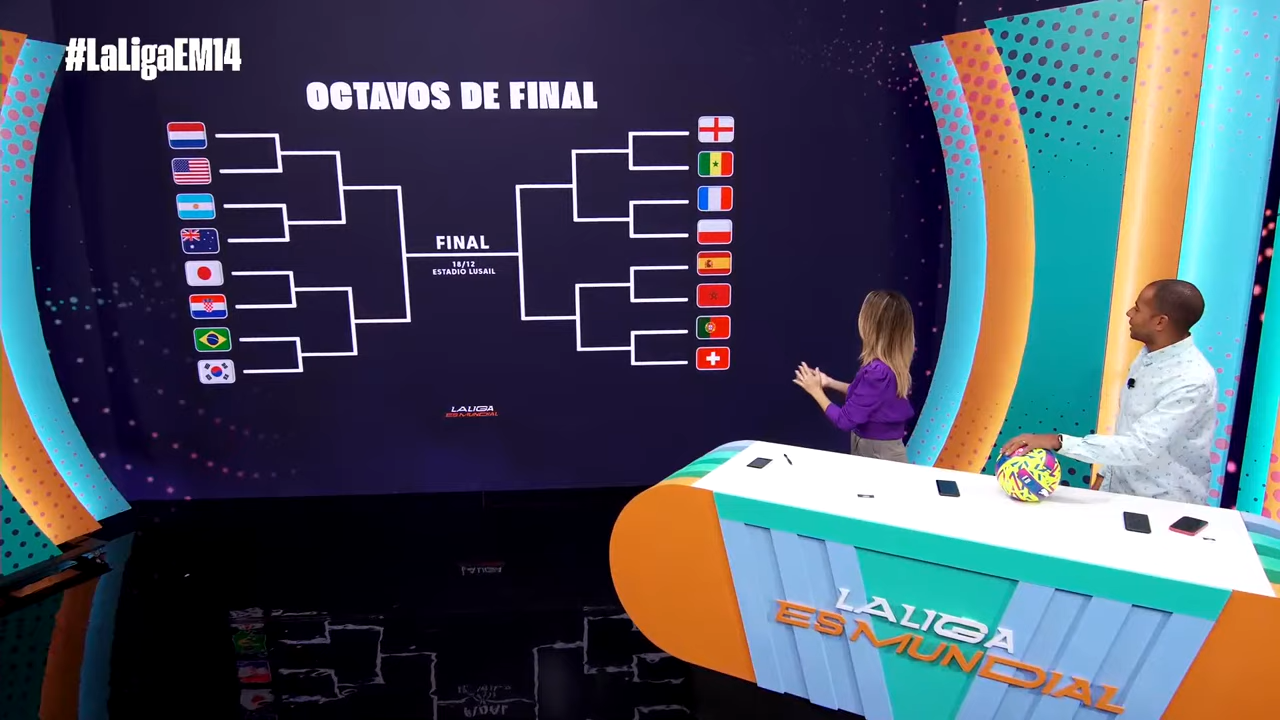 #LaLigaEM14
OCTAVOS DE FINAL
FINAL
18/12
ESTADIO LUSAIL
LALIGA
ES MUNDIAL
LALIGA
ES MUNDIAL